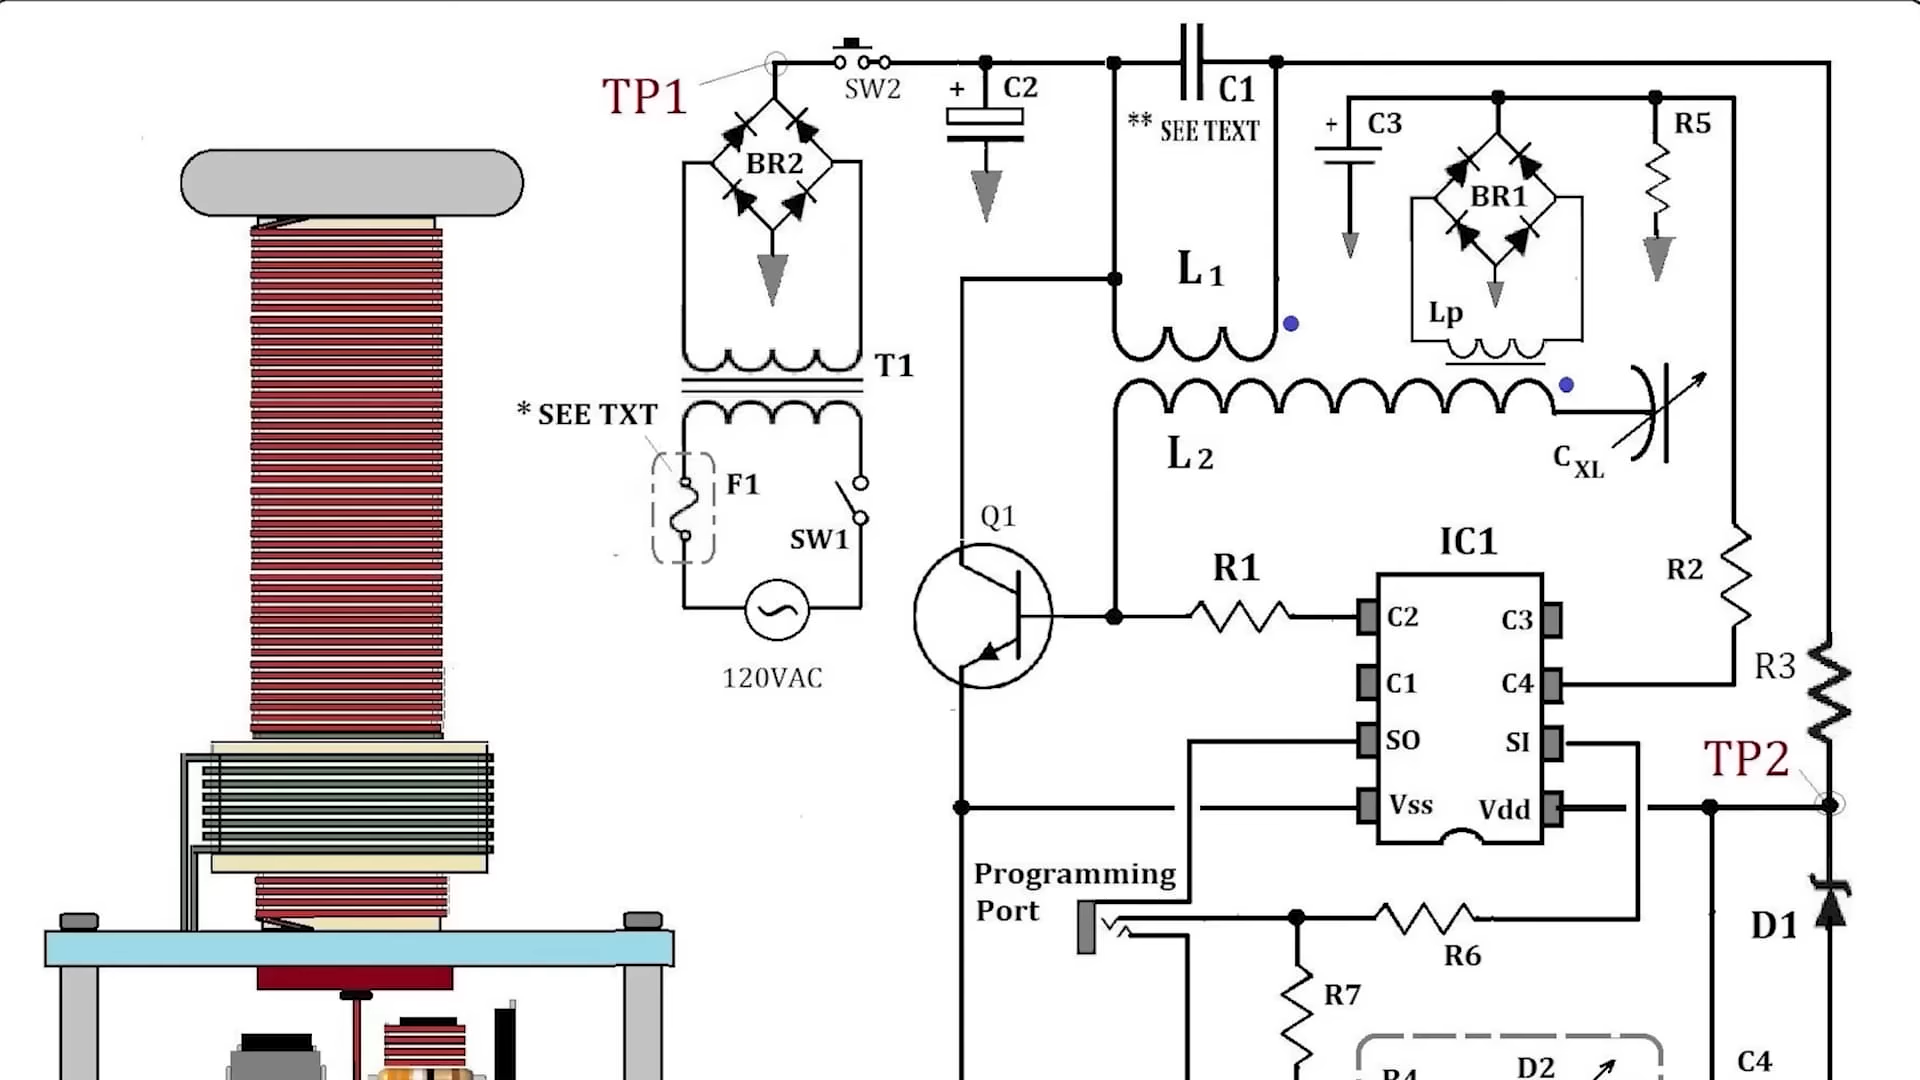 TP1
SW2
+ C2
C1
** SEE TEXT
+ C3
R5
BR2
BR1
L1
Lp
T1
* SEE TXT
L2
CXL
F1
SW1
Q1
120VAC
IC1
R1
R2
C2 C3
C1 C4
SO SI
Vss Vdd
R3
TP2
Programming
Port
D1
R6
R7
D2
C4
R4